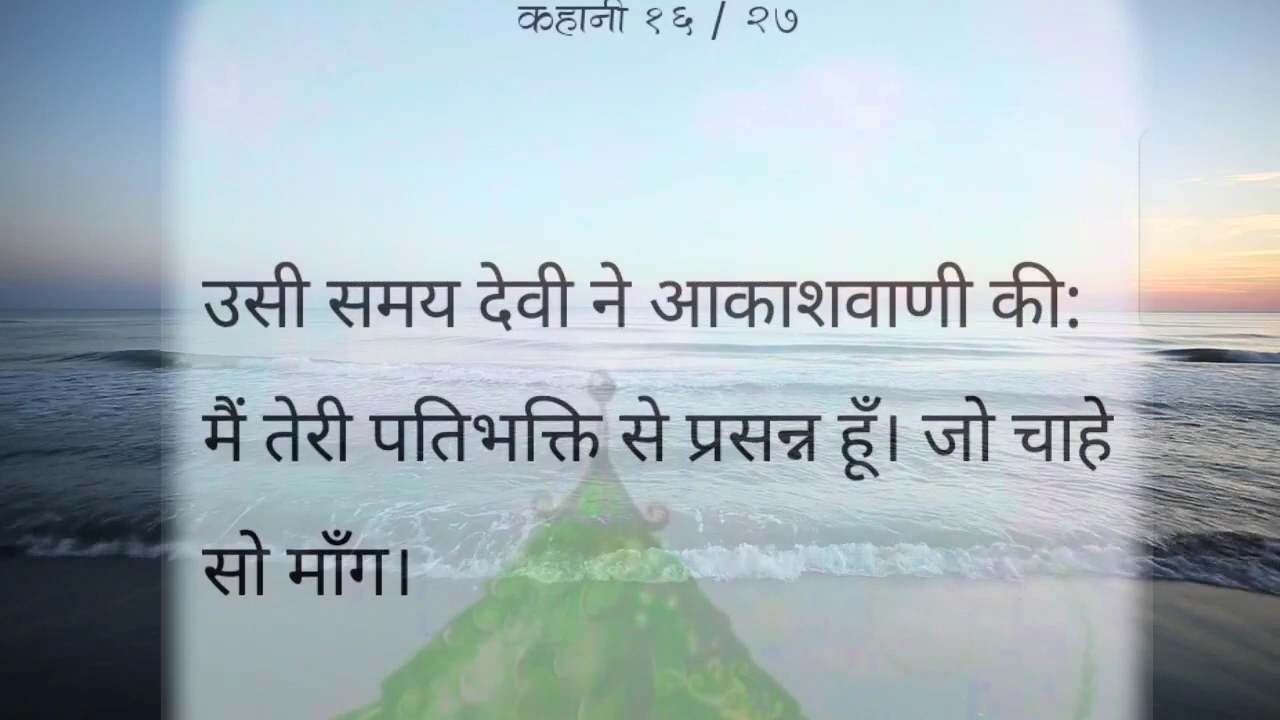 कहानी १६ / २७
उसी समय देवी ने आकाशवाणी की:
मैं तेरी पतिभक्ति से प्रसन्न हूँ। जो चाहे
सो माँग।